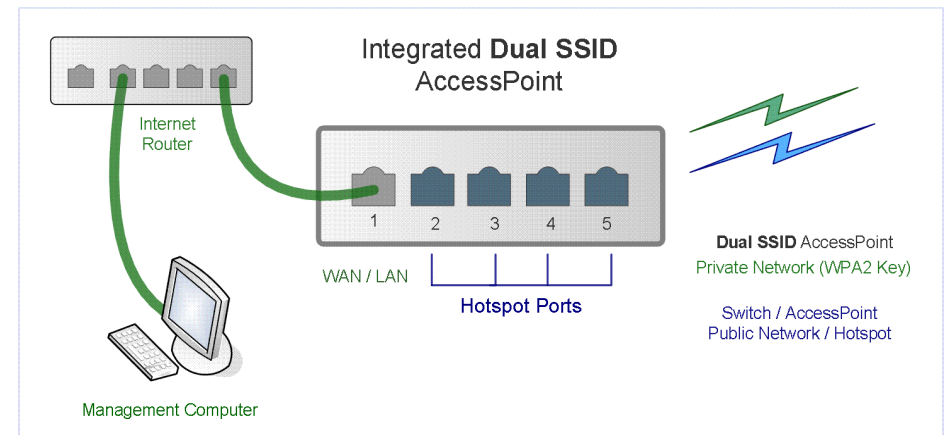 Integrated Dual SSID
AccessPoint
Internet
Router
1
2
3
4
5
WAN / LAN
Hotspot Ports
Dual SSID AccessPoint
Private Network (WPA2 Key)
Switch / AccessPoint
Public Network / Hotspot
Management Computer